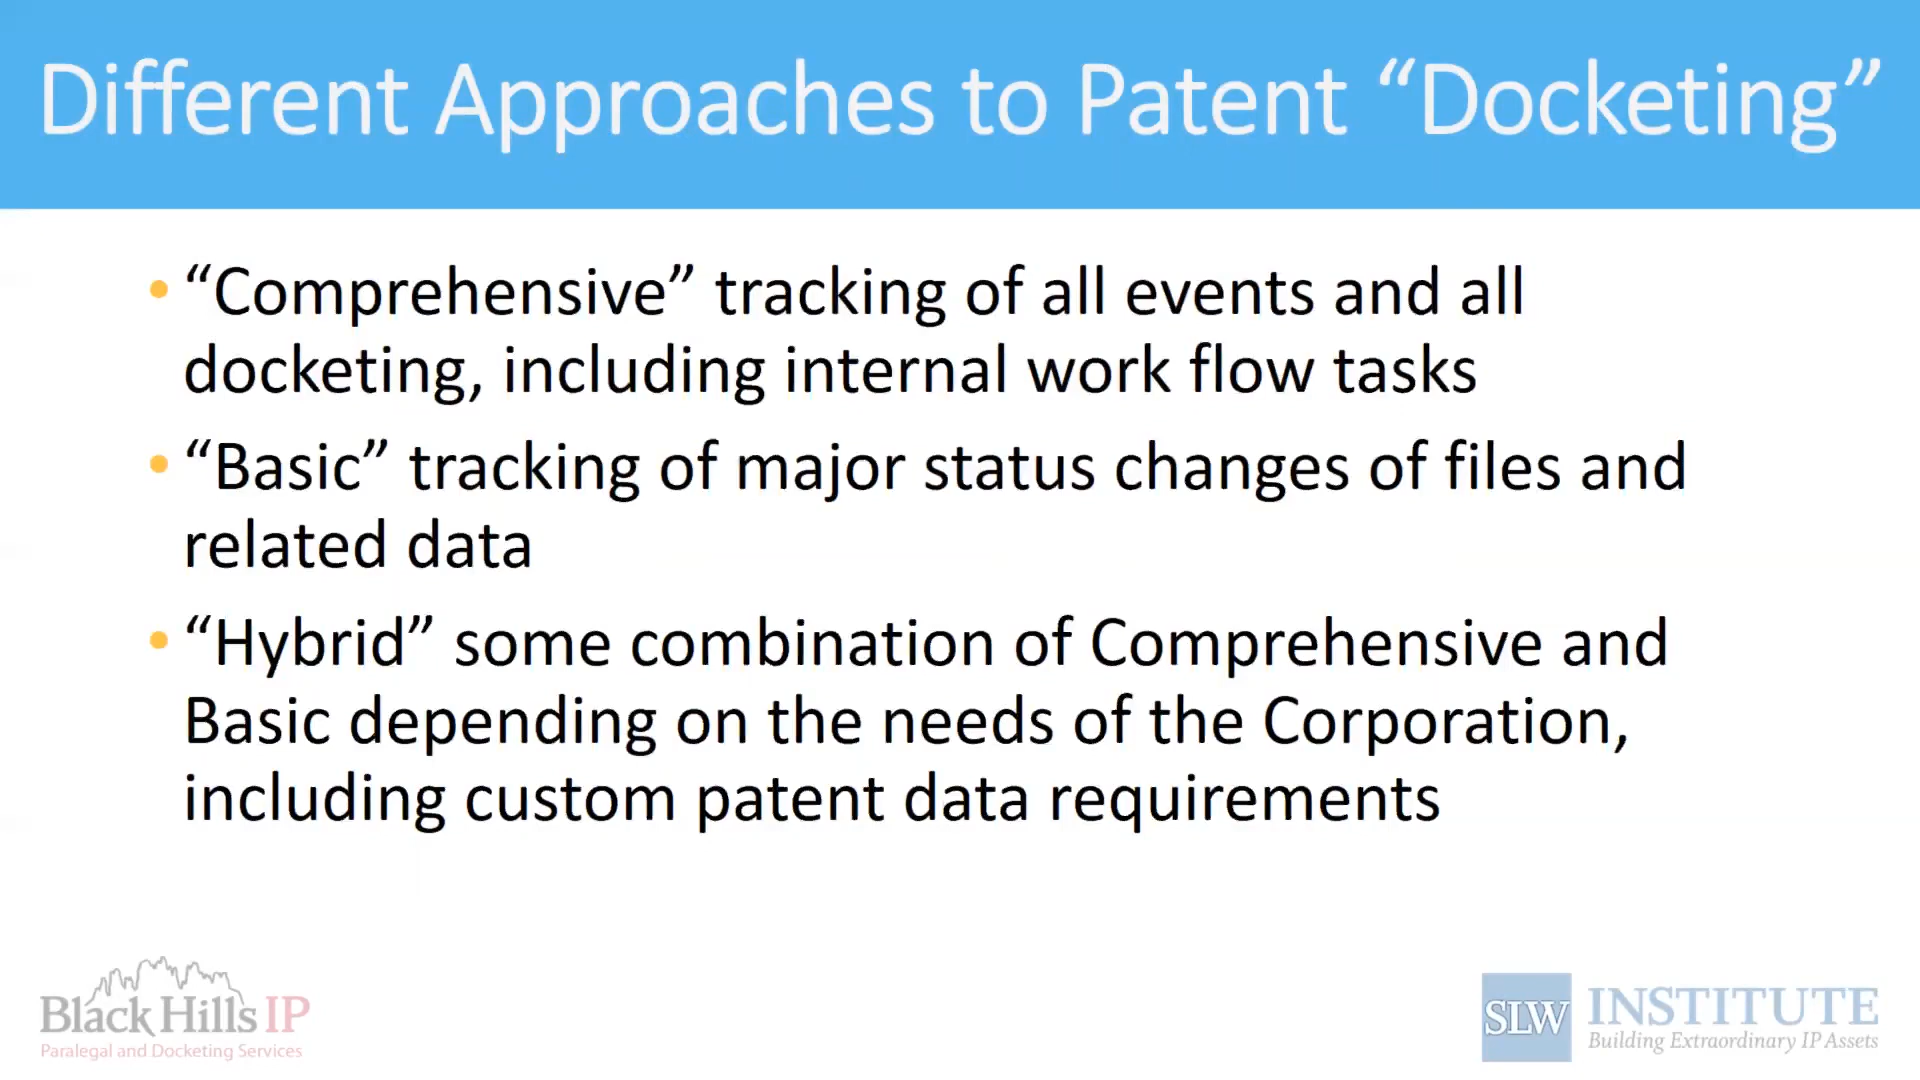 Different Approaches to Patent “Docketing”
• “Comprehensive” tracking of all events and all
docketing, including internal work flow tasks
• “Basic” tracking of major status changes of files and
related data
• “Hybrid” some combination of Comprehensive and
Basic depending on the needs of the Corporation,
including custom patent data requirements
Black Hills IP
Paralegal and Docketing Services
SLW INSTITUTE
Building Extraordinary IP Assets